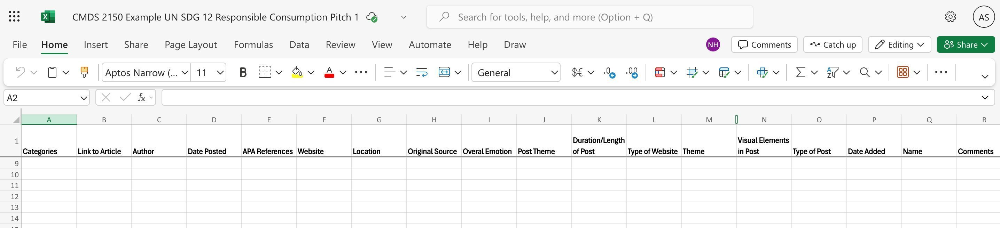 CMDS 2150 Example UN SDG 12 Responsible Consumption Pitch 1
Search for tools, help, and more (Option + Q)
AS
File Home Insert Share Page Layout Formulas Data Review View Automate Help Draw
NH Comments Catch up Editing Share
Aptos Narrow (... 11 B A General $€ .0 .00
A2 fx
A B C D E F G H I J K L M N O P Q R
1 Categories Link to Article Author Date Posted APA References Website Location Original Source Overal Emotion Post Theme Duration/Length of Post Type of Website Theme Visual Elements in Post Type of Post Date Added Name Comments
9
10
11
12
13
14